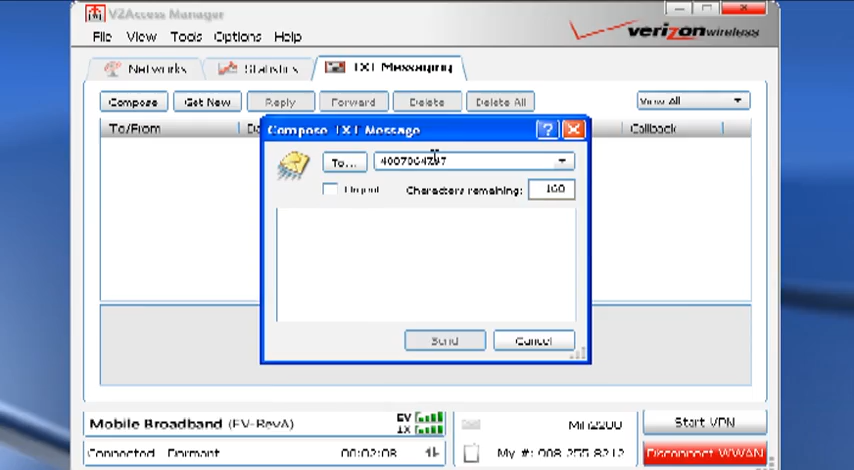 VZAccess Manager
File View Tools Options Help
verizonwireless
Networks Statistics TXT Messaging
Compose Get New Reply Forward Delete Delete All View All
To/From Callback
Compose TXT Message
To...
Urgent Characters remaining: 160
Send Cancel
Mobile Broadband (EV-RevA) EV
1X
Start VPN
Connected - Dormant 00:02:08 My #: Disconnect WWAN